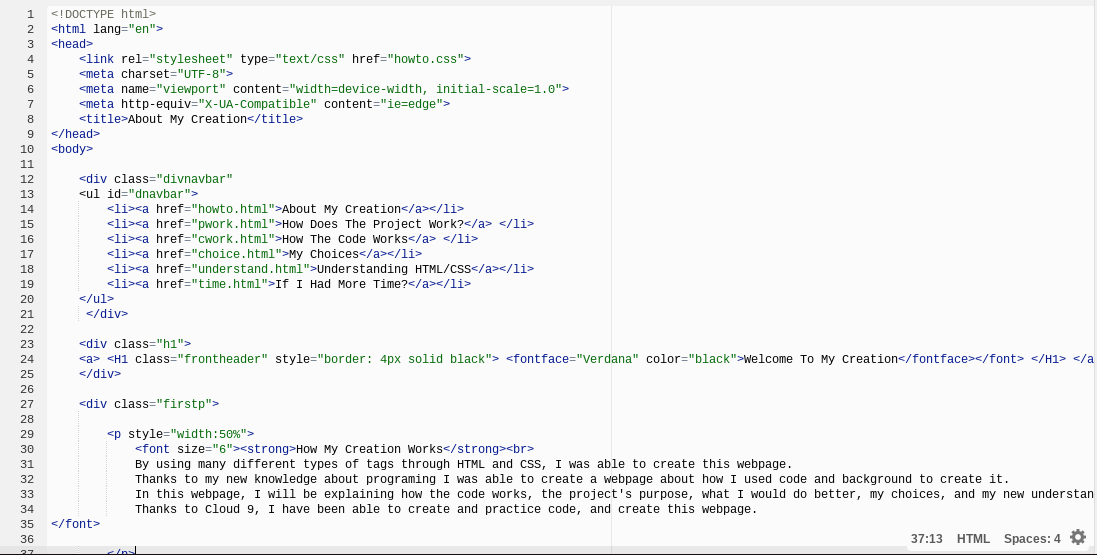 1 <!DOCTYPE html>
2 <html lang="en">
3 <head>
4     <link rel="stylesheet" type="text/css" href="howto.css">
5     <meta charset="UTF-8">
6     <meta name="viewport" content="width=device-width, initial-scale=1.0">
7     <meta http-equiv="X-UA-Compatible" content="ie=edge">
8     <title>About My Creation</title>
9 </head>
10 <body>
11
12     <div class="divnavbar"
13     <ul id="dnavbar">
14         <li><a href="howto.html">About My Creation</a></li>
15         <li><a href="pwork.html">How Does The Project Work?</a> </li>
16         <li><a href="cwork.html">How The Code Works</a> </li>
17         <li><a href="choice.html">My Choices</a></li>
18         <li><a href="understand.html">Understanding HTML/CSS</a></li>
19         <li><a href="time.html">If I Had More Time?</a></li>
20     </ul>
21      </div>
22
23     <div class="h1">
24     <a> <H1 class="frontheader" style="border: 4px solid black"> <fontface="Verdana" color="black">Welcome To My Creation</fontface></font> </H1> </a
25     </div>
26
27     <div class="firstp">
28
29         <p style="width:50%">
30             <font size="6"><strong>How My Creation Works</strong><br>
31             By using many different types of tags through HTML and CSS, I was able to create this webpage.
32             Thanks to my new knowledge about programing I was able to create a webpage about how I used code and background to create it.
33             In this webpage, I will be explaining how the code works, the project's purpose, what I would do better, my choices, and my new understan
34             Thanks to Cloud 9, I have been able to create and practice code, and create this webpage.
35 </font>
36
37         </p>
37:13 HTML Spaces: 4